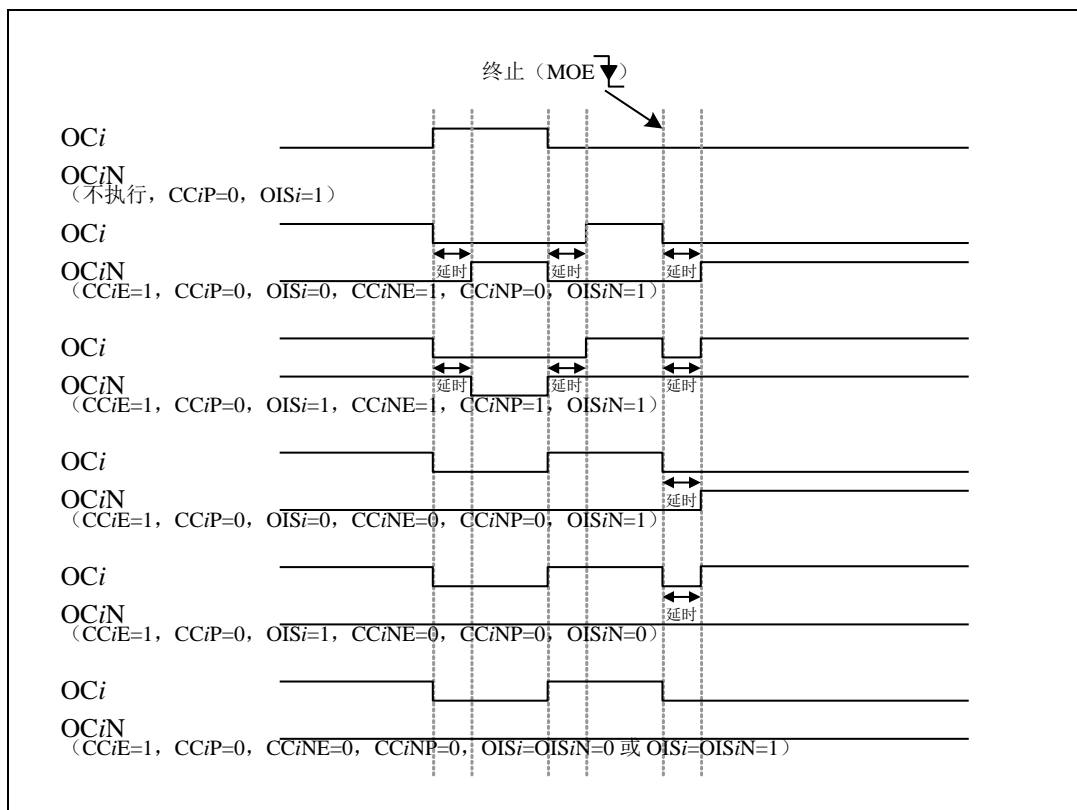 终止（MOE）
OCi
OCiN
（不执行，CCiP=0，OISi=1）
OCi
OCiN
延时 延时 延时
（CCiE=1，CCiP=0，OISi=0，CCiNE=1，CCiNP=0，OISiN=1）
OCi
OCiN
延时 延时 延时
（CCiE=1，CCiP=0，OISi=1，CCiNE=1，CCiNP=1，OISiN=1）
OCi
OCiN
延时
（CCiE=1，CCiP=0，OISi=0，CCiNE=0，CCiNP=0，OISiN=1）
OCi
延时
OCiN
（CCiE=1，CCiP=0，OISi=1，CCiNE=0，CCiNP=0，OISiN=0）
OCi
OCiN
（CCiE=1，CCiP=0，CCiNE=0，CCiNP=0，OISi=OISiN=0 或 OISi=OISiN=1）